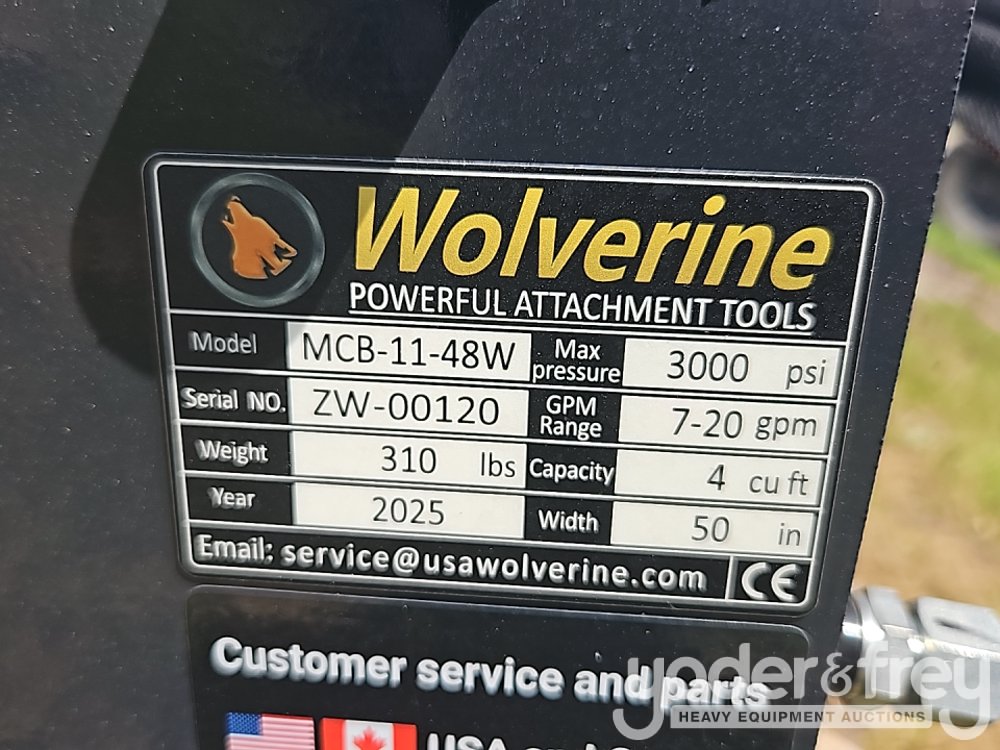 Wolverine
POWERFUL ATTACHMENT TOOLS
Model MCB-11-48W Max pressure 3000 psi
Serial NO. ZW-00120 GPM Range 7-20 gpm
Weight 310 lbs Capacity 4 cu ft
Year 2025 Width 50 in
Email: service@usawolverine.com CE
Customer service and parts
USA and
yoder&frey
HEAVY EQUIPMENT AUCTIONS